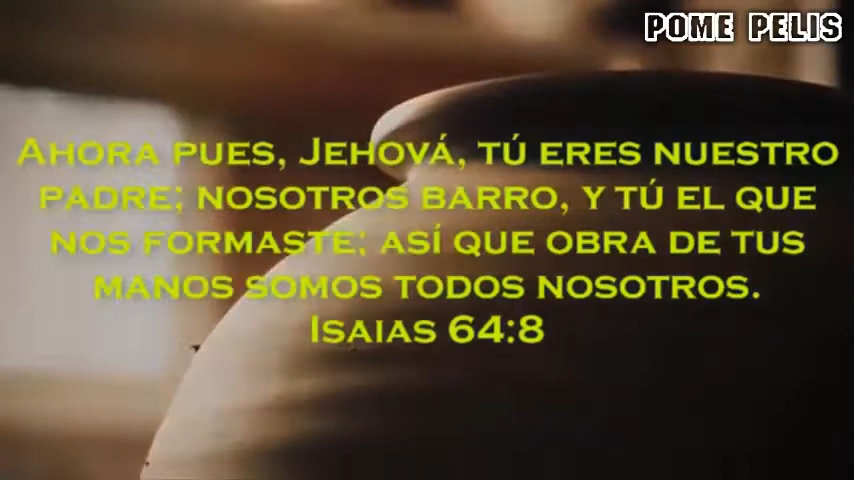 POME PELIS
Ahora pues, Jehová, tú eres nuestro
padre; nosotros barro, y tú el que
nos formaste; así que obra de tus
manos somos todos nosotros.
Isaias 64:8